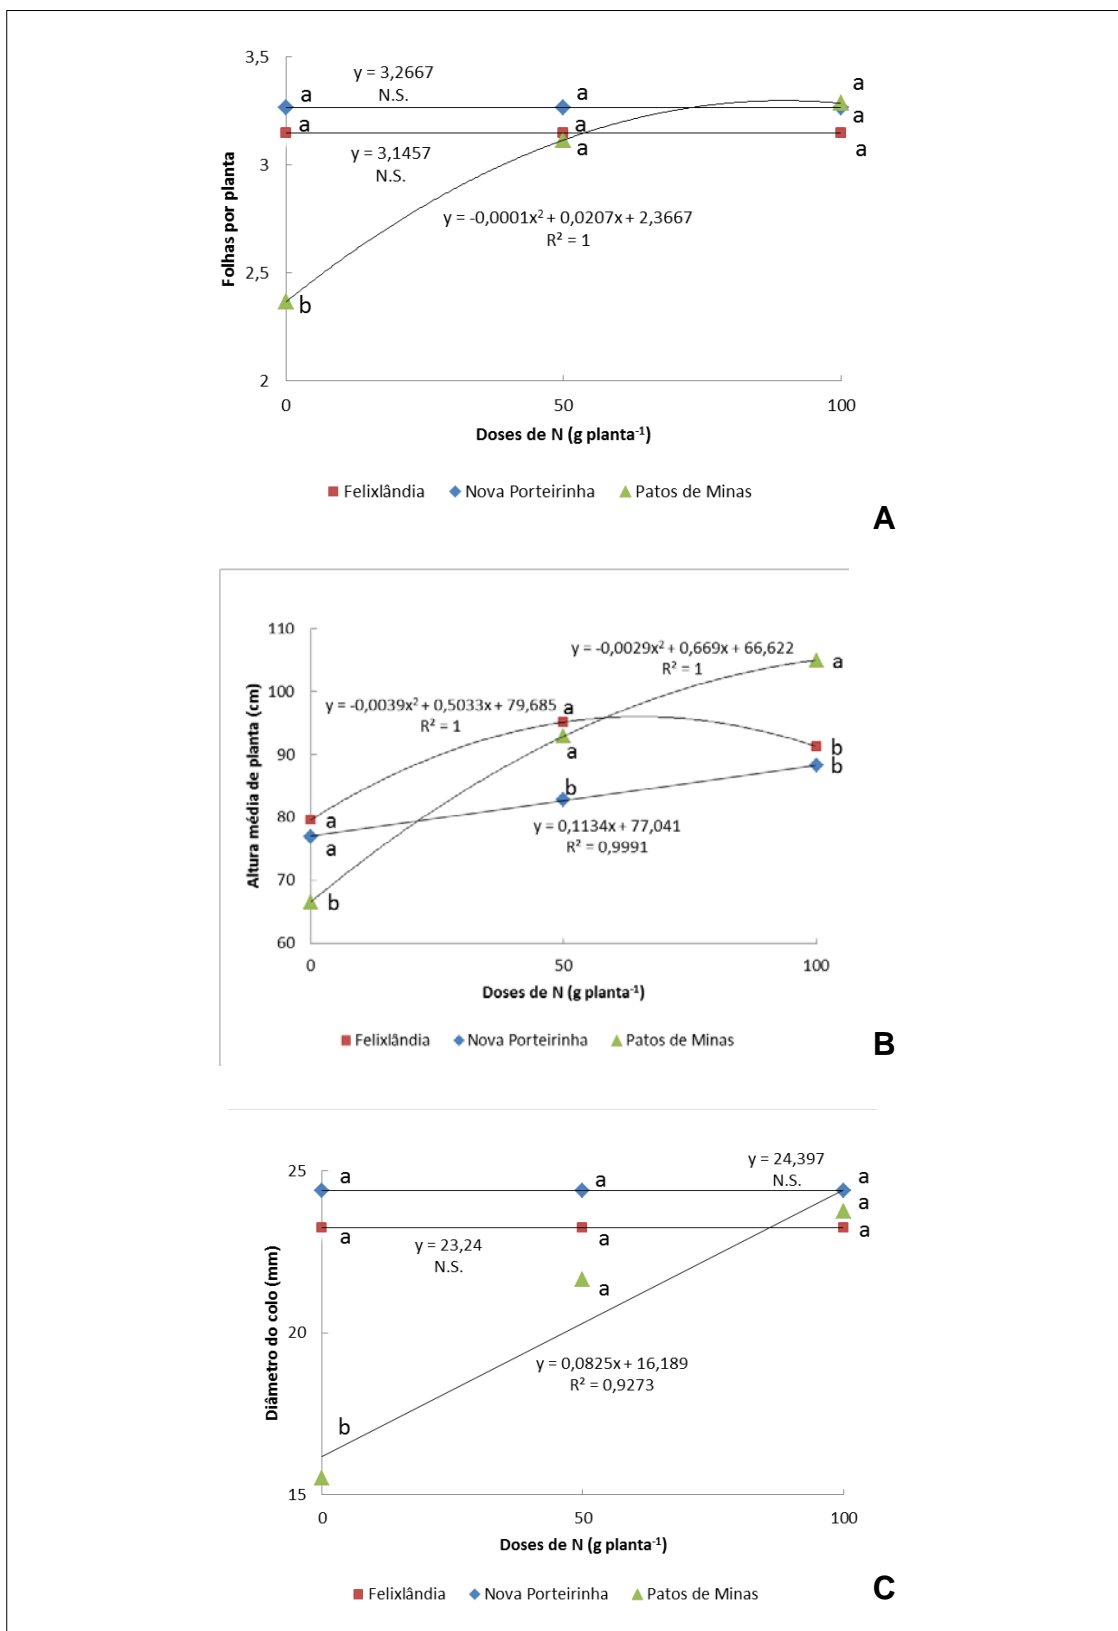 3,5
y = 3,2667
N.S.
a
a
a
a
a
a
3
y = 3,1457
N.S.
a
a
y = -0,0001x² + 0,0207x + 2,3667
R² = 1
2,5
b
2
0
50
100
Folhas por planta
Doses de N (g planta⁻¹)
Felixlândia
Nova Porteirinha
Patos de Minas
A
110
y = -0,0029x² + 0,669x + 66,622
R² = 1
a
100
y = -0,0039x² + 0,5033x + 79,685
R² = 1
a
a
90
b
b
b
80
a
a
y = 0,1134x + 77,041
R² = 0,9991
70
b
60
0
50
100
Altura média de planta (cm)
Doses de N (g planta⁻¹)
Felixlândia
Nova Porteirinha
Patos de Minas
B
y = 24,397
N.S.
25
a
a
a
a
a
a
a
y = 23,24
N.S.
a
20
y = 0,0825x + 16,189
R² = 0,9273
b
15
0
50
100
Diâmetro do colo (mm)
Doses de N (g planta⁻¹)
Felixlândia
Nova Porteirinha
Patos de Minas
C